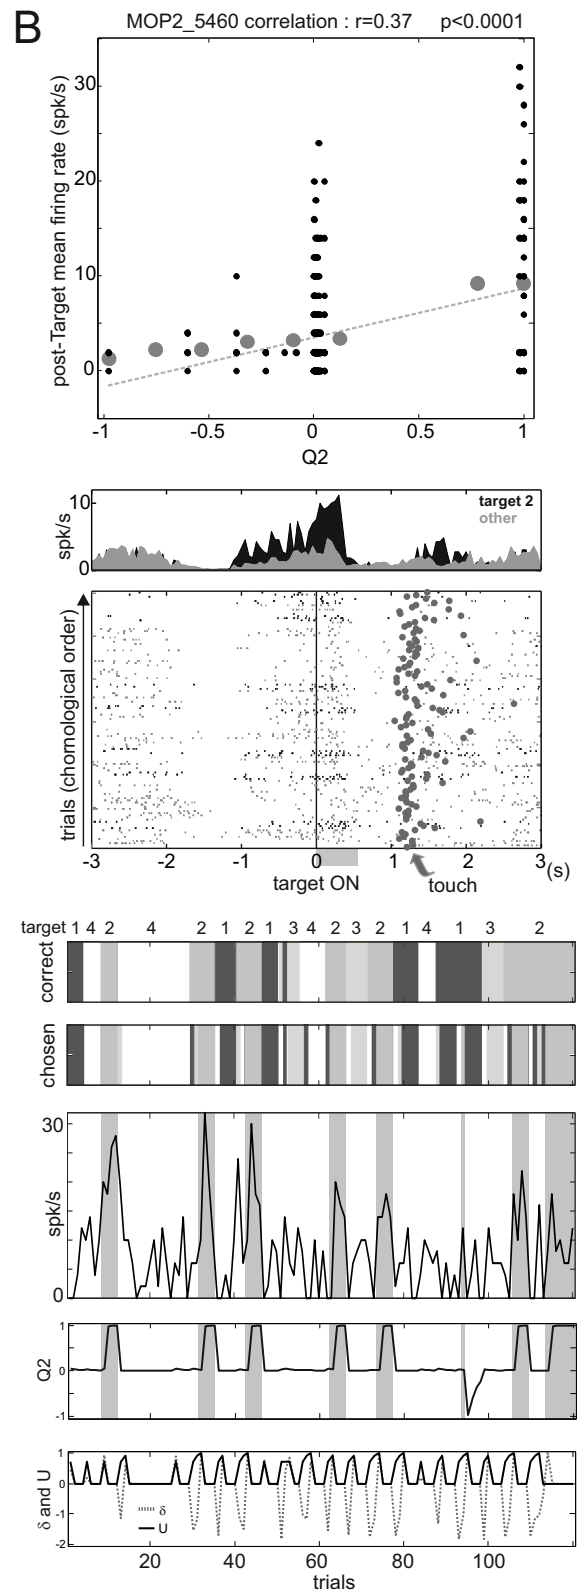 B
MOP2_5460 correlation : r=0.37 p<0.0001
post-Target mean firing rate (spk/s)
30
20
10
0
-1 -0.5 0 0.5 1
Q2
spk/s
10
0
target 2
other
trials (chomological order)
-3 -2 -1 0 1 2 3 (s)
target ON touch
target 1 4 2 4 2 1 2 1 3 4 2 3 2 1 4 1 3 2
correct
chosen
spk/s
30
0
Q2
1
0
-1
δ and U
1
0
-1
-2
δ
U
20 40 60 80 100
trials